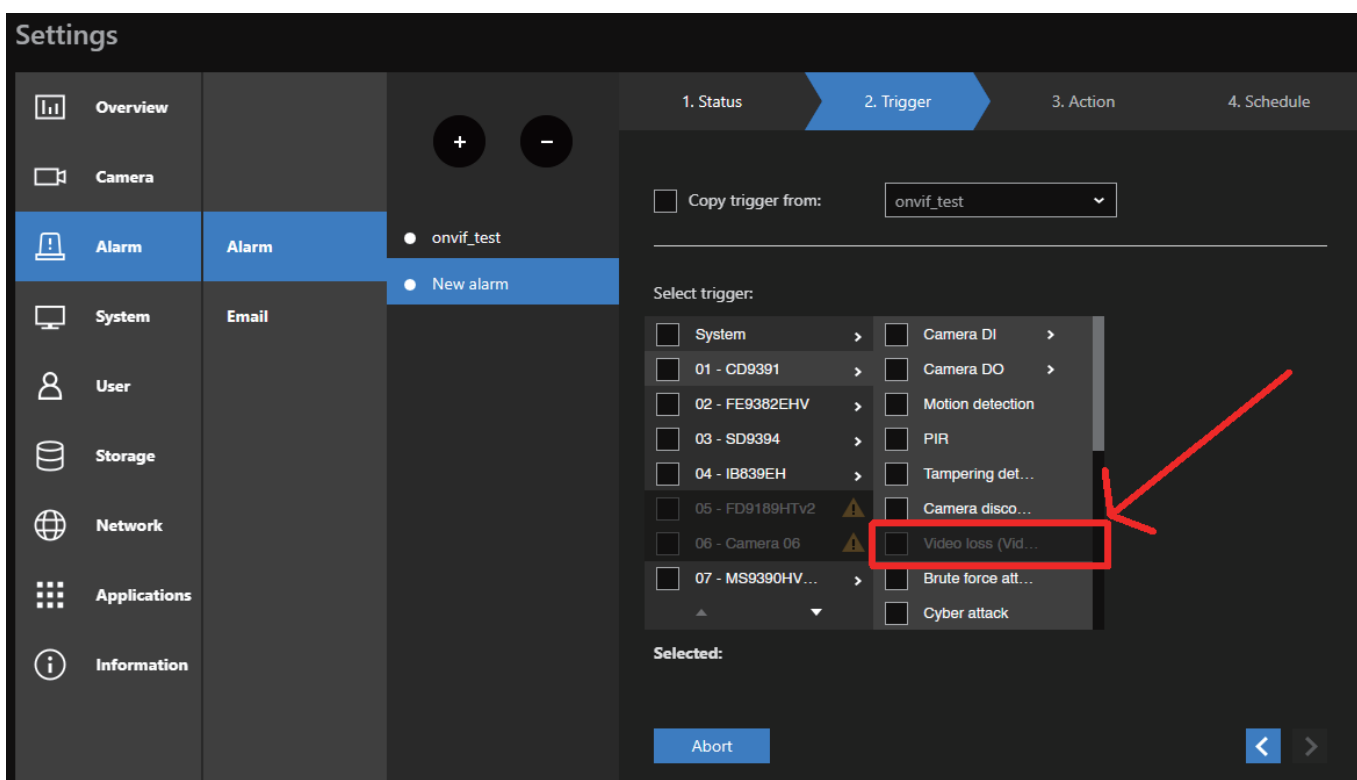 Settings
Overview
Camera
Alarm
System
User
Storage
Network
Applications
Information
Alarm
Email
+ −
onvif_test
New alarm
1. Status 2. Trigger 3. Action 4. Schedule
Copy trigger from: onvif_test
Select trigger:
System
01 - CD9391
02 - FE9382EHV
03 - SD9394
04 - IB839EH
05 - FD9189HTv2
06 - Camera 06
07 - MS9390HV...
Camera DI
Camera DO
Motion detection
PIR
Tampering det...
Camera disco...
Video loss (Vid...
Brute force att...
Cyber attack
Selected:
Abort